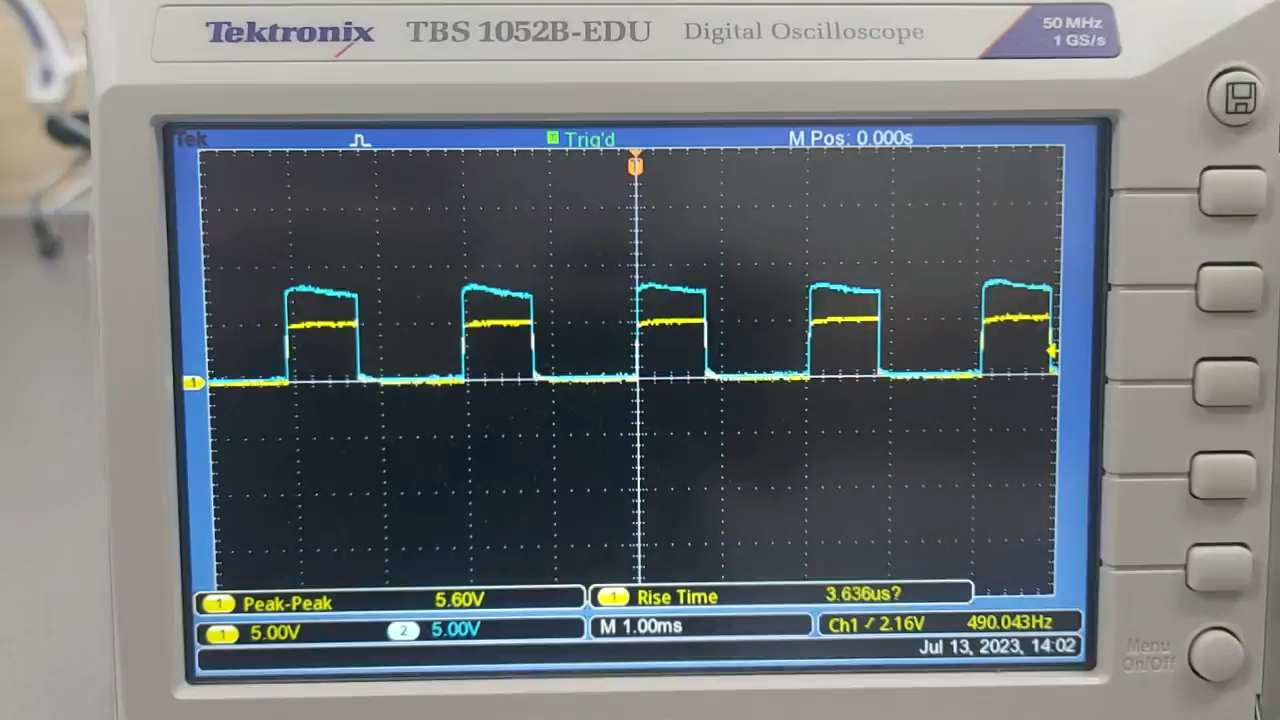 Tektronix TBS 1052B-EDU Digital Oscilloscope 50 MHz
1 GS/s
Tek T Trig'd M Pos: 0.000s
T
1
1 Peak-Peak 5.60V 1 Rise Time 3.636us?
1 5.00V 2 5.00V M 1.00ms Ch1 2.16V 490.043Hz
Jul 13, 2023, 14:02
Menu
On/Off